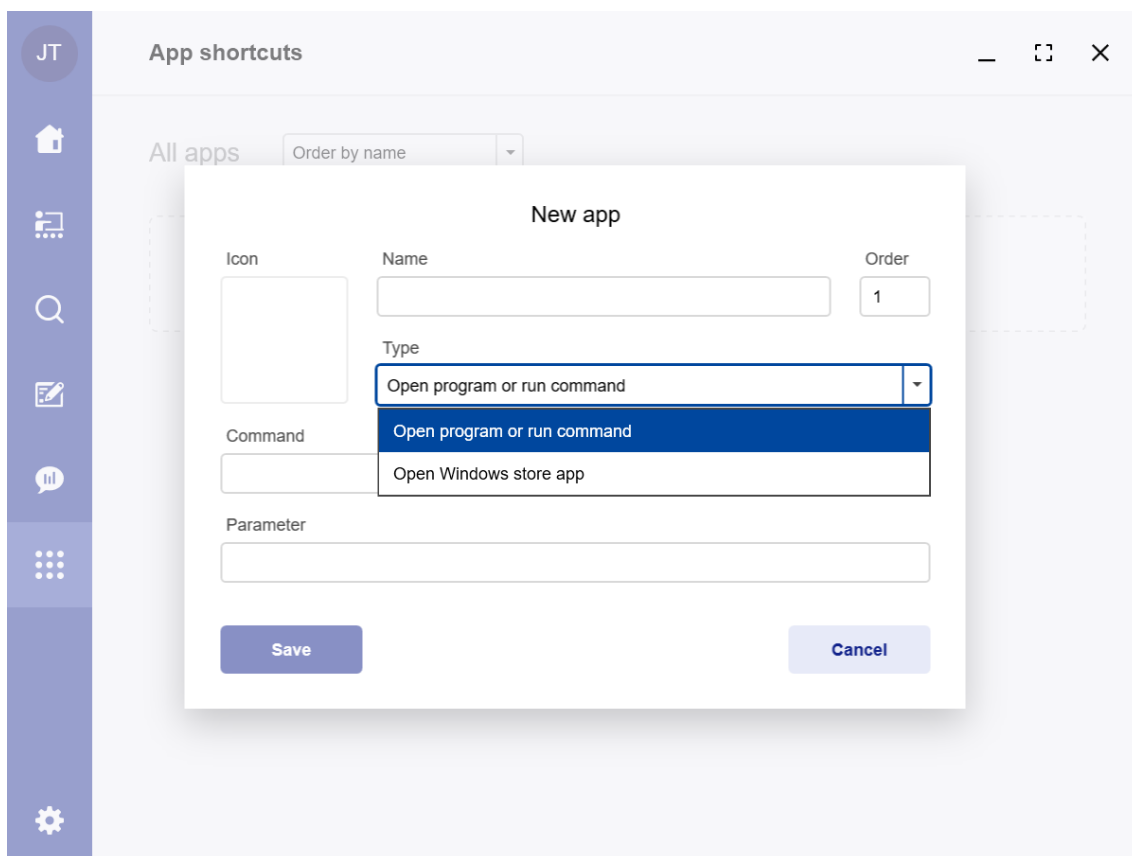 JT
App shortcuts
All apps
Order by name
New app
Icon
Name
Order
1
Type
Open program or run command
Open program or run command
Open Windows store app
Command
Parameter
Save
Cancel